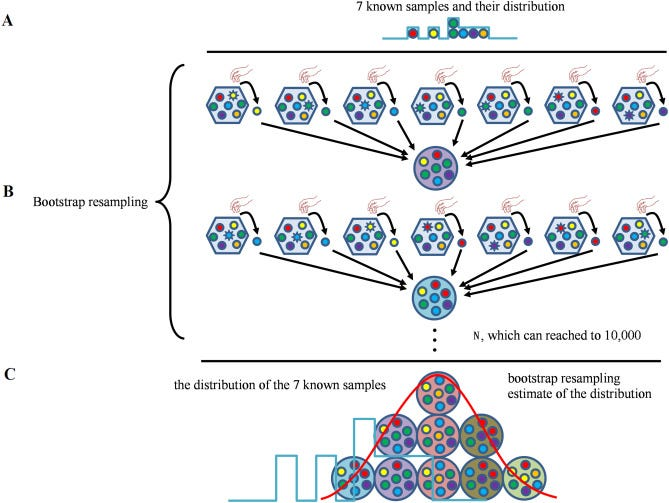 A
7 known samples and their distribution
B
Bootstrap resampling
N, which can reached to 10,000
C
the distribution of the 7 known samples
bootstrap resampling
estimate of the distribution